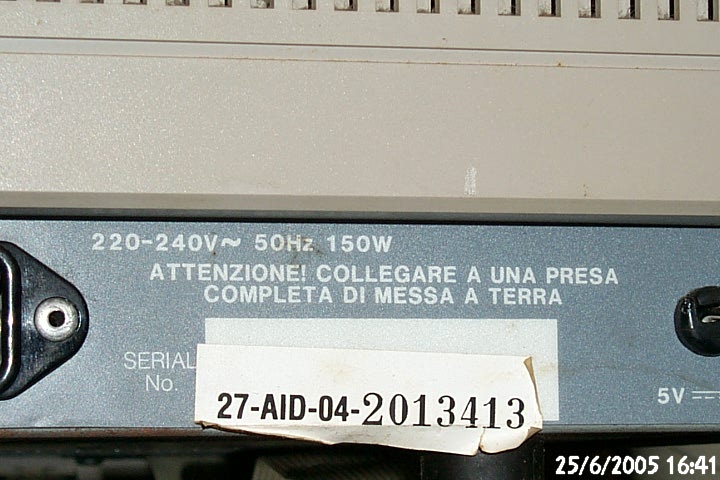 220-240V~ 50Hz 150W
ATTENZIONE! COLLEGARE A UNA PRESA
COMPLETA DI MESSA A TERRA
SERIAL
No.
27-AID-04-2013413
5V
25/6/2005 16:41